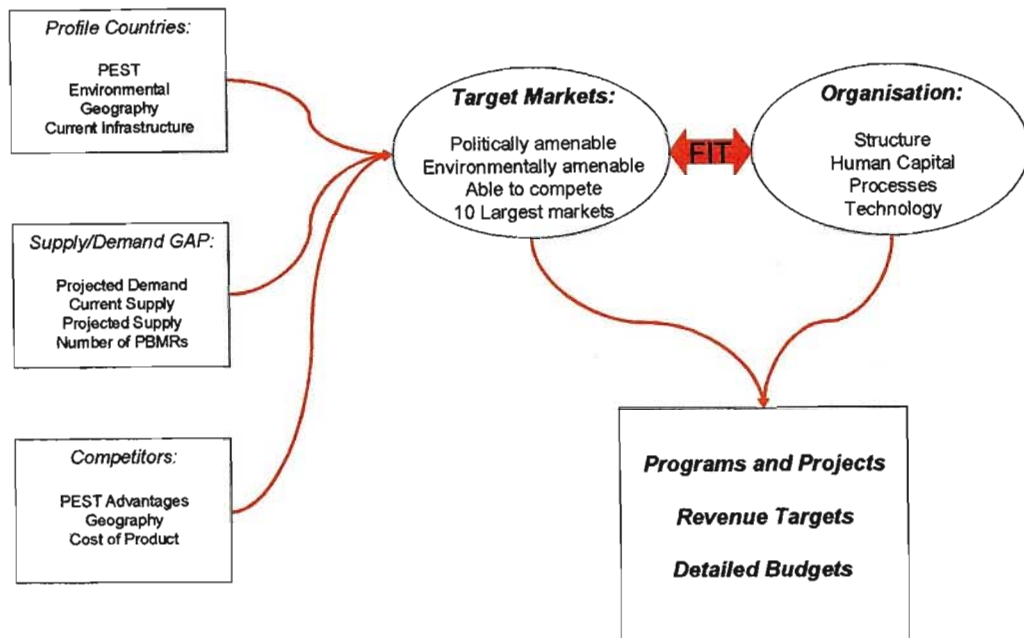 Profile Countries:
PEST
Environmental
Geography
Current Infrastructure
Supply/Demand GAP:
Projected Demand
Current Supply
Projected Supply
Number of PBMRs
Competitors:
PEST Advantages
Geography
Cost of Product
Target Markets:
Politically amenable
Environmentally amenable
Able to compete
10 Largest markets
FIT
Organisation:
Structure
Human Capital
Processes
Technology
Programs and Projects
Revenue Targets
Detailed Budgets